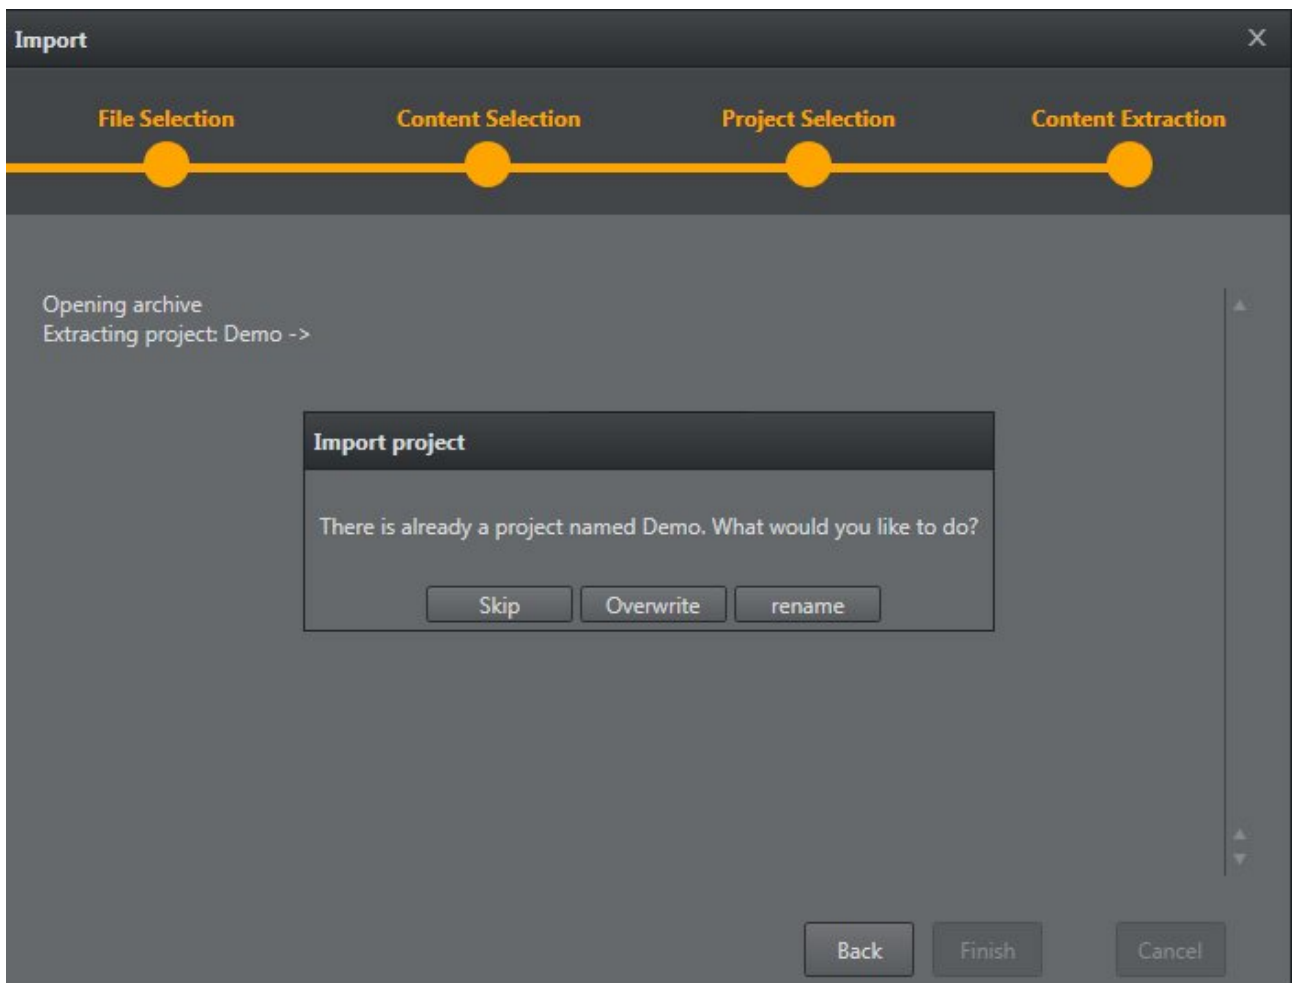 Import X
File Selection Content Selection Project Selection Content Extraction
Opening archive
Extracting project: Demo ->
Import project
There is already a project named Demo. What would you like to do?
Skip Overwrite rename
Back Finish Cancel